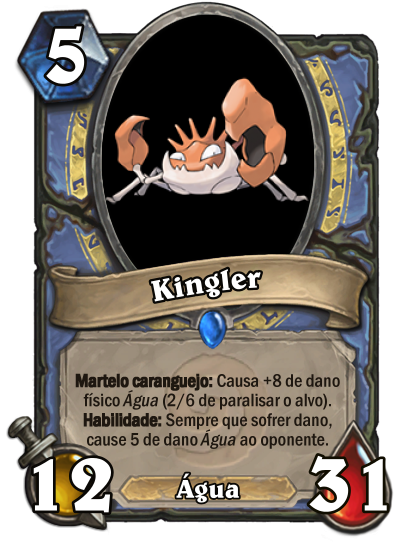 5
Kingler
Martelo caranguejo: Causa +8 de dano
físico Água (2/6 de paralisar o alvo).
Habilidade: Sempre que sofrer dano,
cause 5 de dano Água ao oponente.
12
Água
31